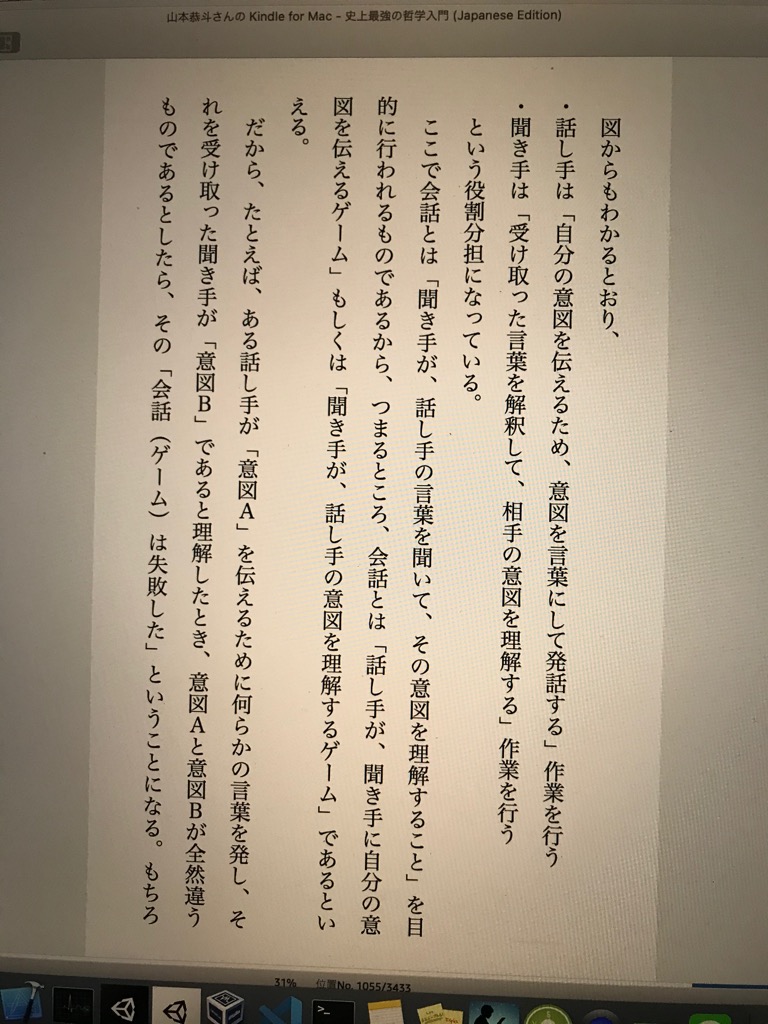 山本恭斗さんの Kindle for Mac - 史上最強の哲学入門 (Japanese Edition)
図からもわかるとおり、
・話し手は「自分の意図を伝えるため、意図を言葉にして発話する」作業を行う
・聞き手は「受け取った言葉を解釈して、相手の意図を理解する」作業を行う
という役割分担になっている。
ここで会話とは「聞き手が、話し手の言葉を聞いて、その意図を理解すること」を目
的に行われるものであるから、つまるところ、会話とは「話し手が、聞き手に自分の意
図を伝えるゲーム」もしくは「聞き手が、話し手の意図を理解するゲーム」であるとい
える。
だから、たとえば、ある話し手が「意図A」を伝えるために何らかの言葉を発し、そ
れを受け取った聞き手が「意図B」であると理解したとき、意図Aと意図Bが全然違う
ものであるとしたら、その「会話（ゲーム）は失敗した」ということになる。もちろ
31% 位置No. 1055/3433